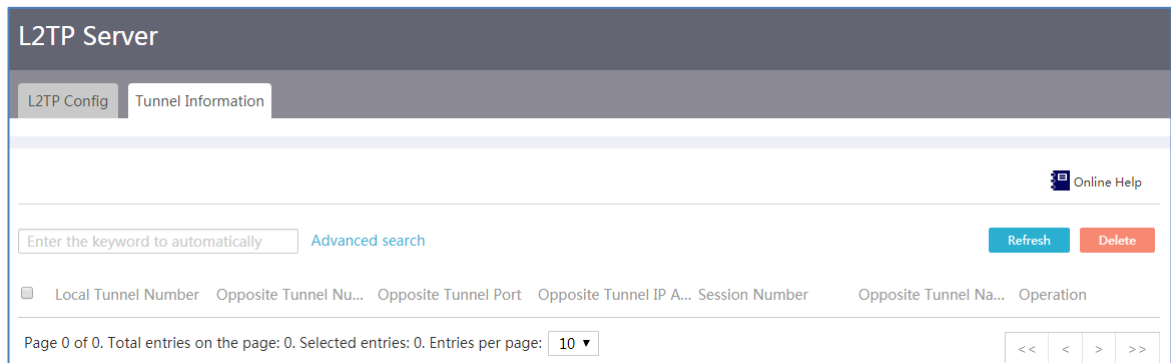 L2TP Server
L2TP Config Tunnel Information
Online Help
Enter the keyword to automatically Advanced search Refresh Delete
Local Tunnel Number Opposite Tunnel Nu... Opposite Tunnel Port Opposite Tunnel IP A... Session Number Opposite Tunnel Na... Operation
Page 0 of 0. Total entries on the page: 0. Selected entries: 0. Entries per page: 10 ▼ << < > >>